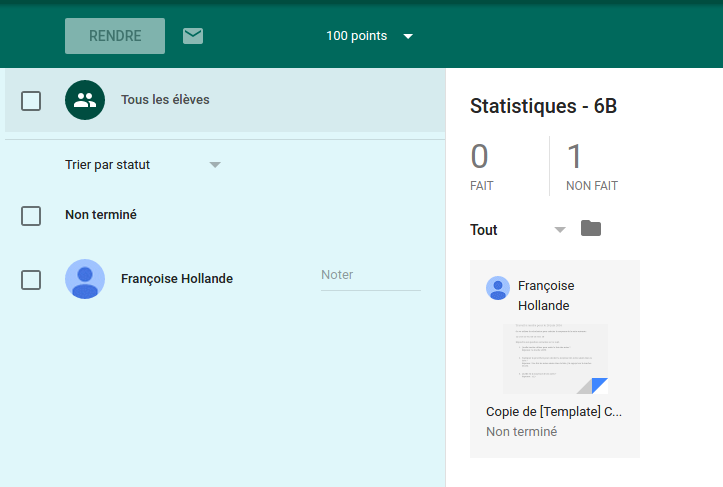 RENDRE
100 points
Tous les élèves
Trier par statut
Non terminé
Françoise Hollande
Noter
Statistiques - 6B
0
1
FAIT
NON FAIT
Tout
Françoise
Hollande
Copie de [Template] C...
Non terminé